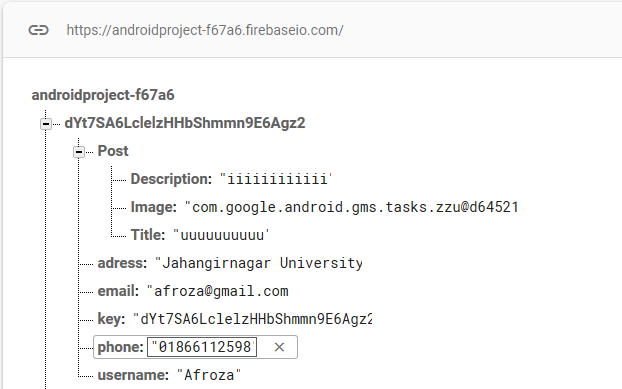 https://androidproject-f67a6.firebaseio.com/
androidproject-f67a6
dYt7SA6LclelzHHbShmmn9E6Agz2
Post
Description: "iiiiiiiiiiii"
Image: "com.google.android.gms.tasks.zzu@d64521
Title: "uuuuuuuuuu"
adress: "Jahangirnagar University
email: "afroza@gmail.com
key: "dYt7SA6LclelzHHbShmmn9E6Agz2
phone: "01866112598"
username: "Afroza"